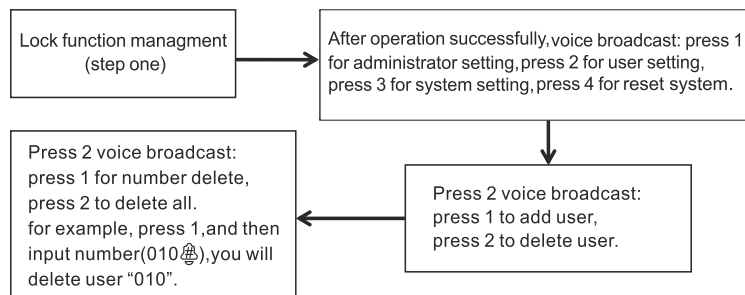 Lock function managment
(step one)
After operation successfully,voice broadcast: press 1
for administrator setting,press 2 for user setting,
press 3 for system setting,press 4 for reset system.
Press 2 voice broadcast:
press 1 to add user,
press 2 to delete user.
Press 2 voice broadcast:
press 1 for number delete,
press 2 to delete all.
for example, press 1,and then
input number(010),you will
delete user “010”.